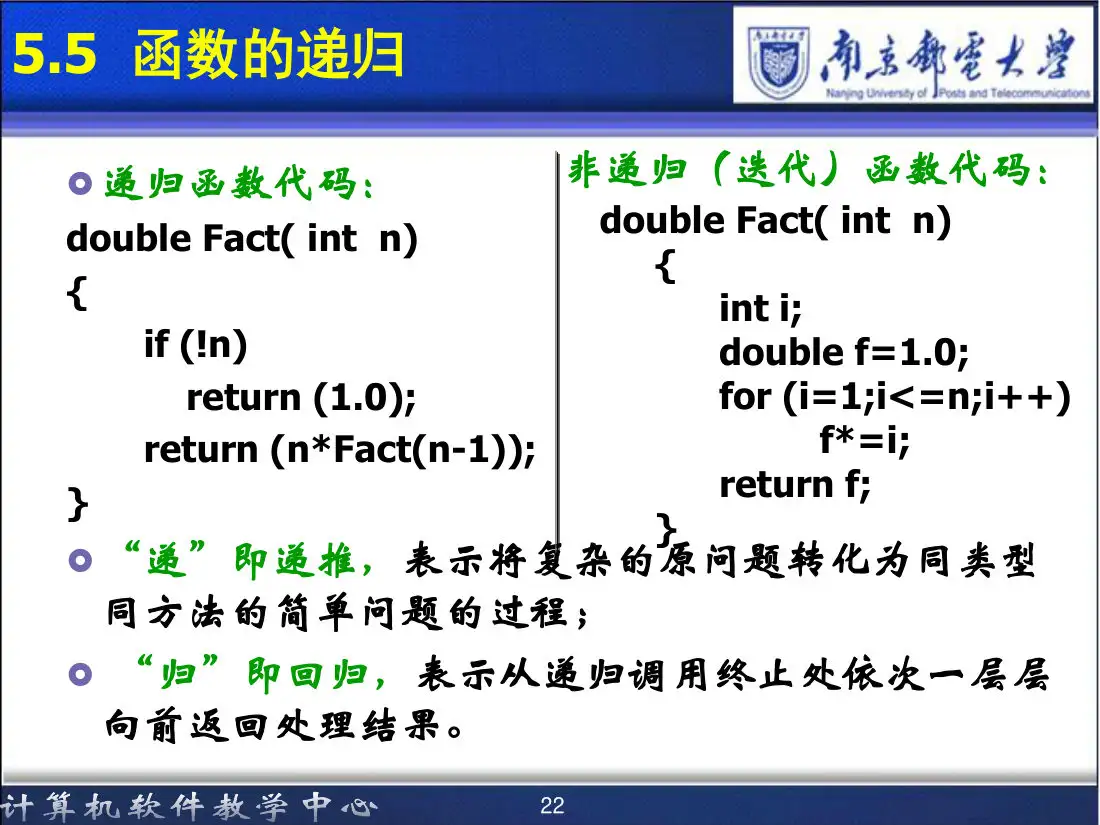 5.5 函数的递归
南京邮电大学
Nanjing University of Posts and Telecommunications
递归函数代码：
double Fact( int n)
{
if (!n)
return (1.0);
return (n*Fact(n-1));
}
非递归（迭代）函数代码：
double Fact( int n)
{
int i;
double f=1.0;
for (i=1;i<=n;i++)
f*=i;
return f;
}
“递”即递推，表示将复杂的原问题转化为同类型
同方法的简单问题的过程；
“归”即回归，表示从递归调用终止处依次一层层
向前返回处理结果。
计算机软件教学中心
22